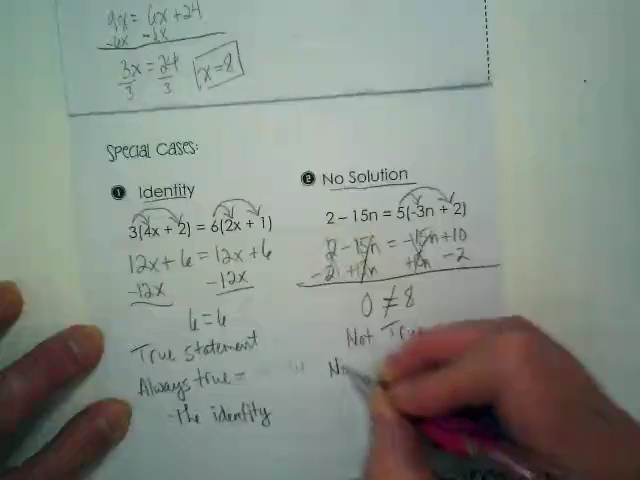 9x = 6x + 24
-6x -6x
3x = 24
3 3
x = 8
Special Cases:
1 Identity
3(4x + 2) = 6(2x + 1)
12x + 6 = 12x + 6
-12x -12x
6 = 6
True statement
Always true =
the identity
2 No Solution
2 – 15n = 5(-3n + 2)
2 - 15n = -15n + 10
-2 + 15n +15n - 2
0 ≠ 8
Not True
No